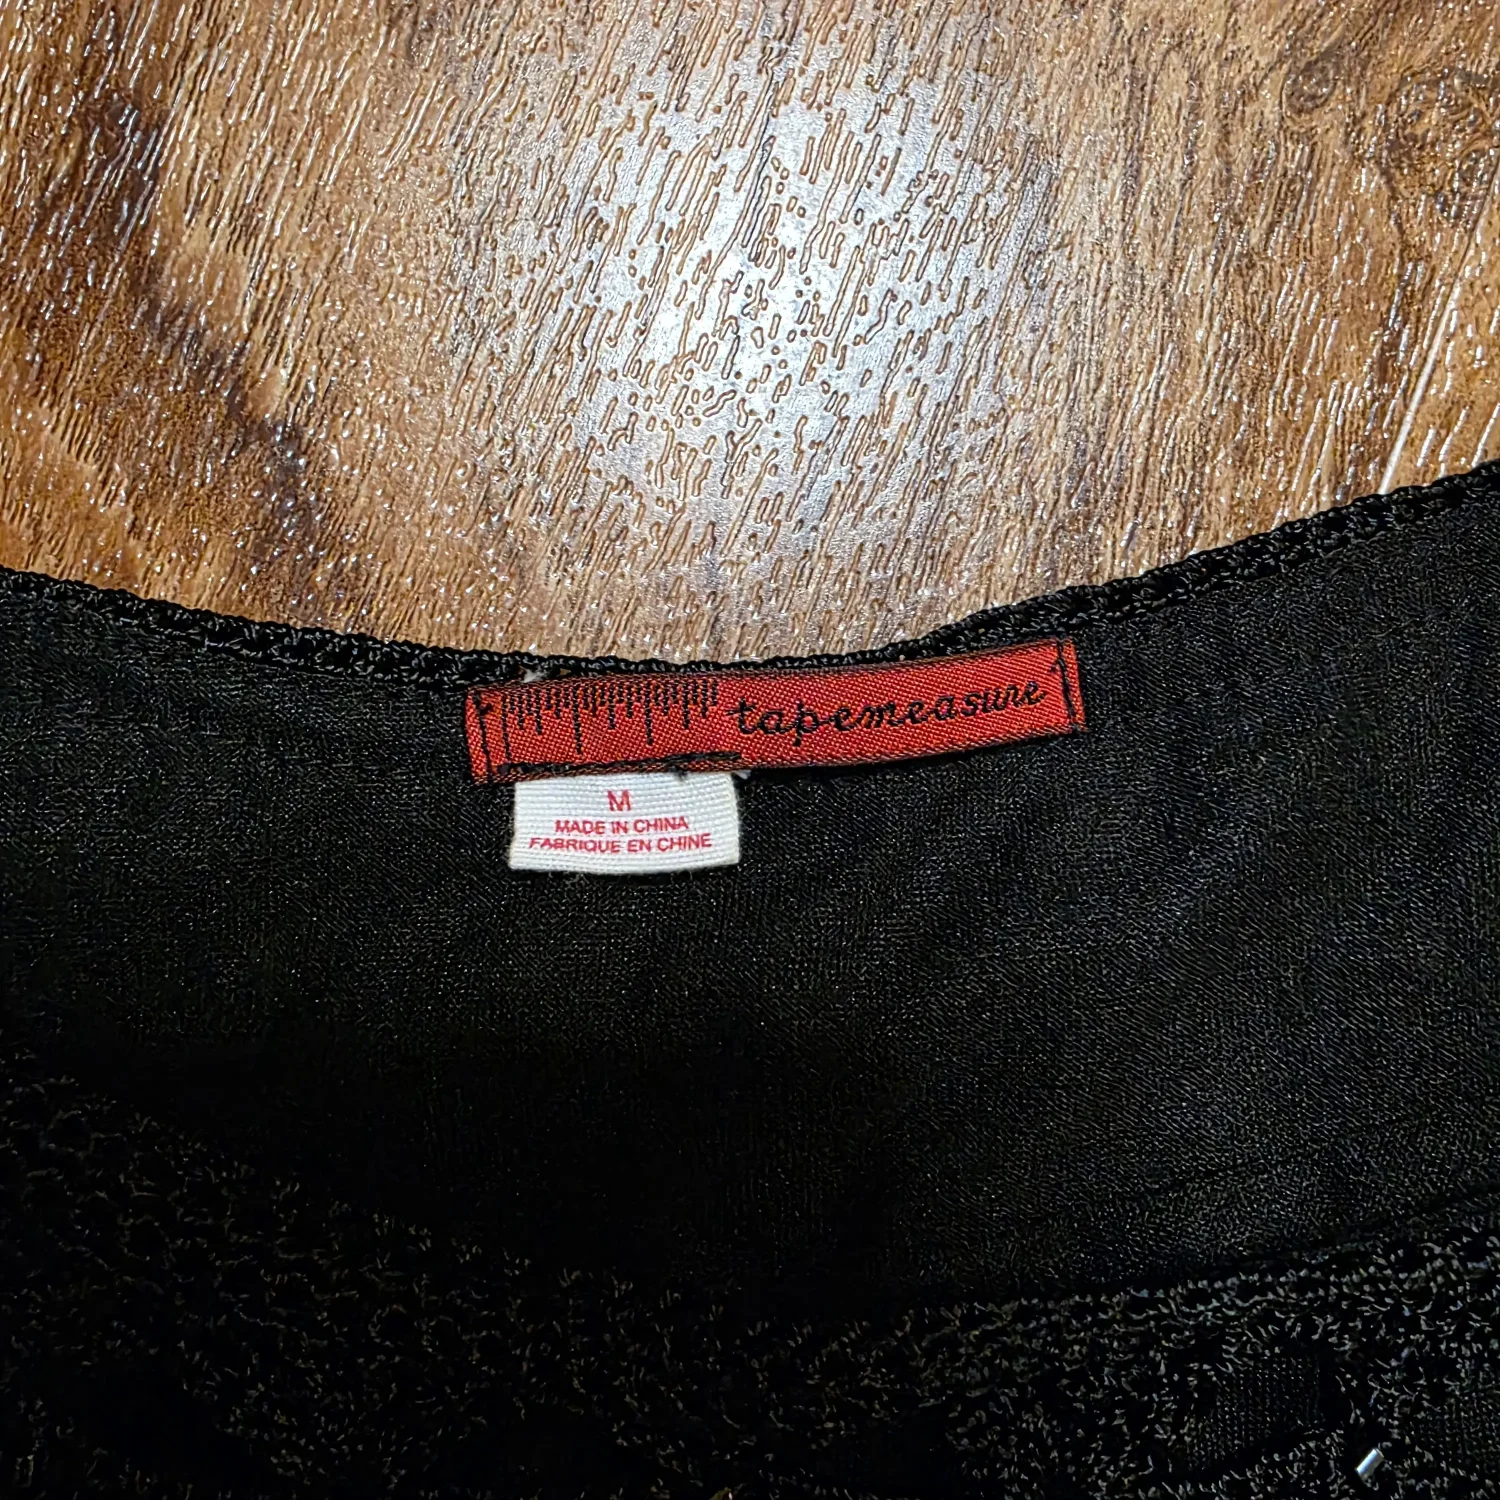 tapemeasure
M
MADE IN CHINA
FABRIQUE EN CHINE